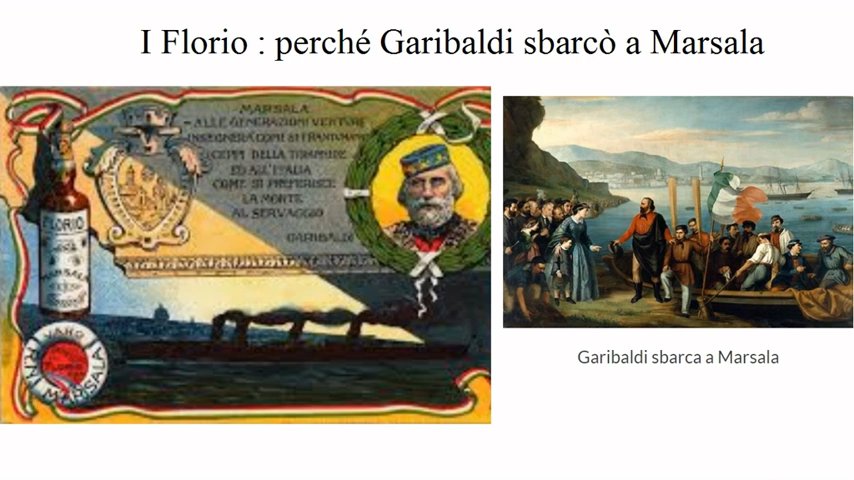 I Florio : perché Garibaldi sbarcò a Marsala
MARSALA
ALLE GENERAZIONI VENTURE
INSEGNERÀ COME SI FRANTUMANO
I CEPPI DELLA TIRANNIDE
ED ALL'ITALIA
COME SI PREFERISCE
LA MORTE
AL SERVAGGIO
GARIBALDI
FLORIO
MARSALA
MARSALA
FLORIO
Garibaldi sbarca a Marsala